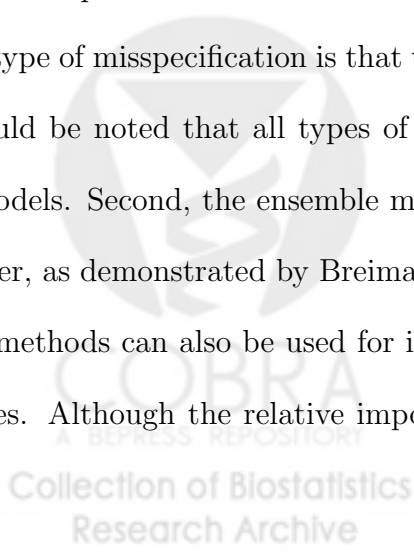 type of misspecification is that t
uld be noted that all types of
odels. Second, the ensemble m
er, as demonstrated by Breima
methods can also be used for i
es. Although the relative impo
COBRA
A BEPRESS REPOSITORY
Collection of Biostatistics
Research Archive